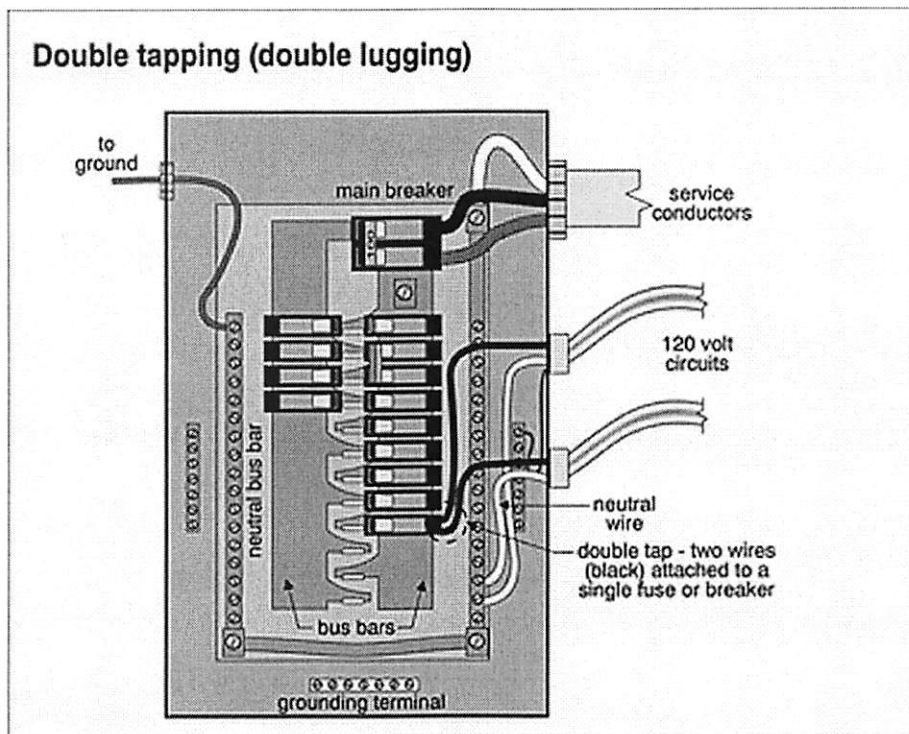 Double tapping (double lugging)
to
ground
main breaker
service
conductors
100
120 volt
circuits
neutral bus bar
neutral
wire
double tap - two wires
(black) attached to a
single fuse or breaker
bus bars
grounding terminal